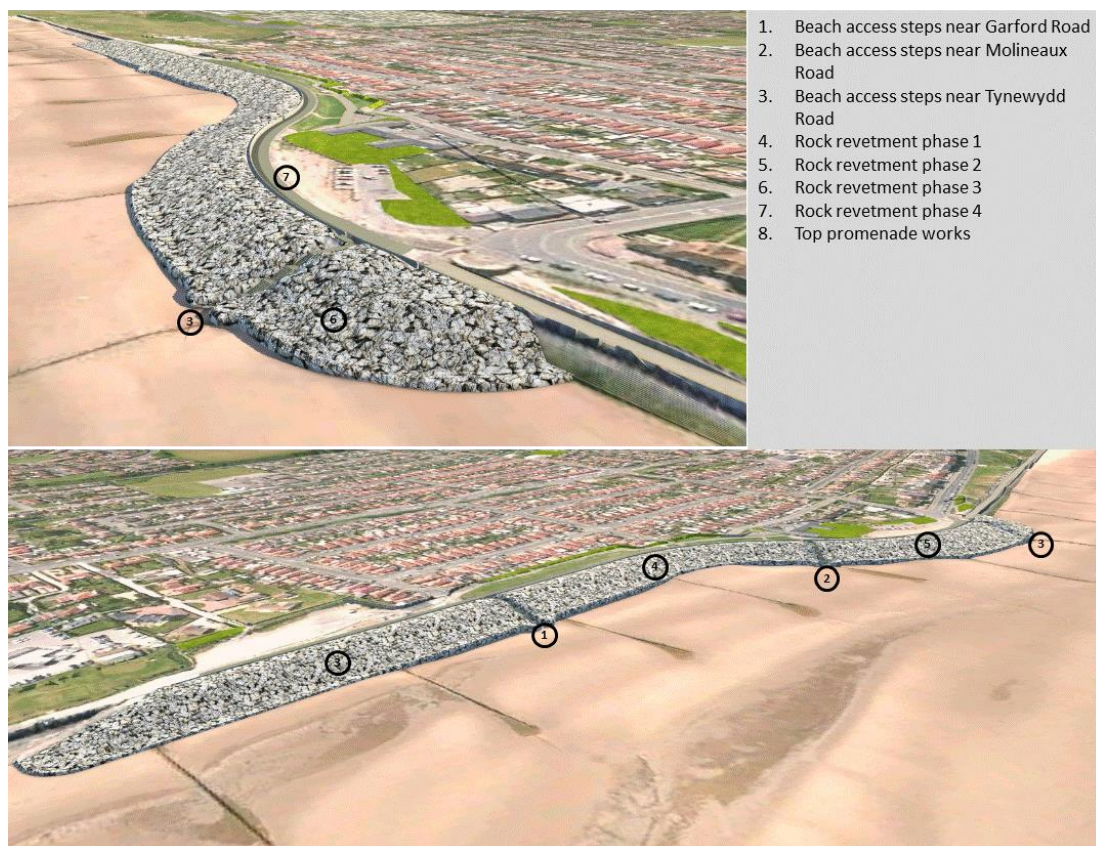 1. Beach access steps near Garford Road
2. Beach access steps near Molineaux
Road
3. Beach access steps near Tynewydd
Road
4. Rock revetment phase 1
5. Rock revetment phase 2
6. Rock revetment phase 3
7. Rock revetment phase 4
8. Top promenade works
7
3
6
4
5
3
2
1
3